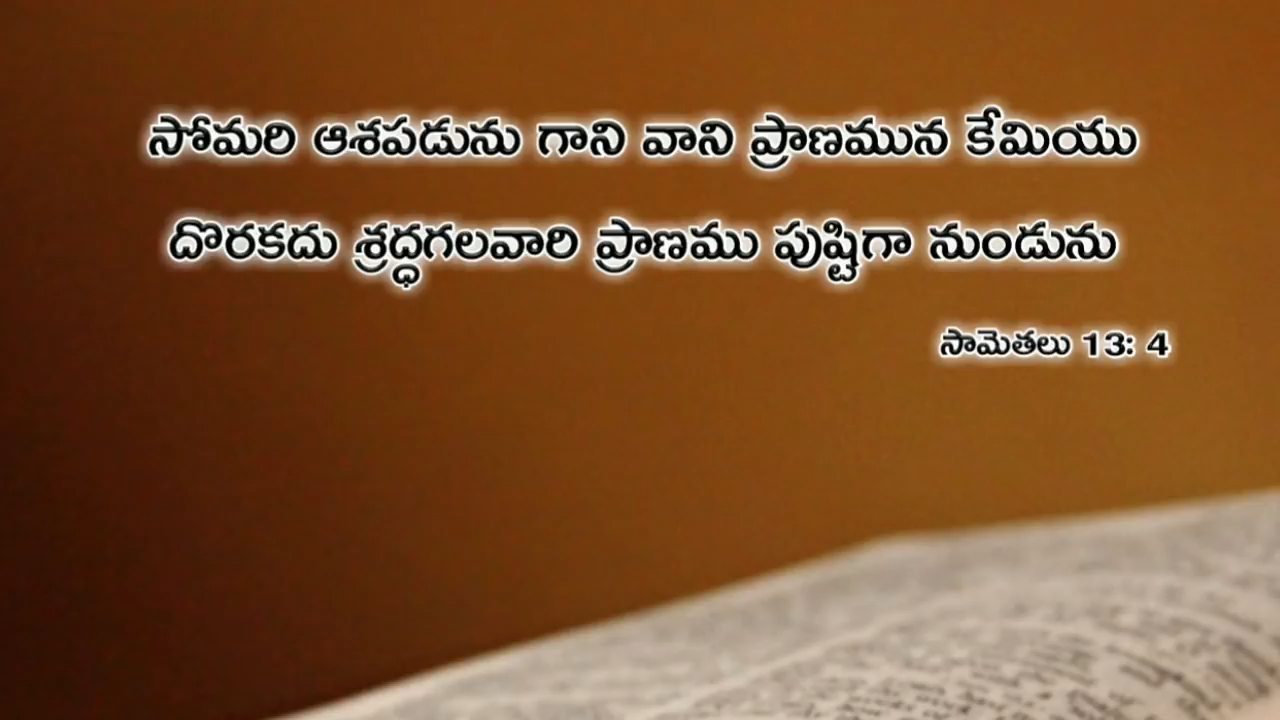 సోమరి ఆశపడును గాని వాని ప్రాణమున కేమియు
దొరకదు శ్రద్ధగలవారి ప్రాణము పుష్టిగా నుండును
సామెతలు 13: 4